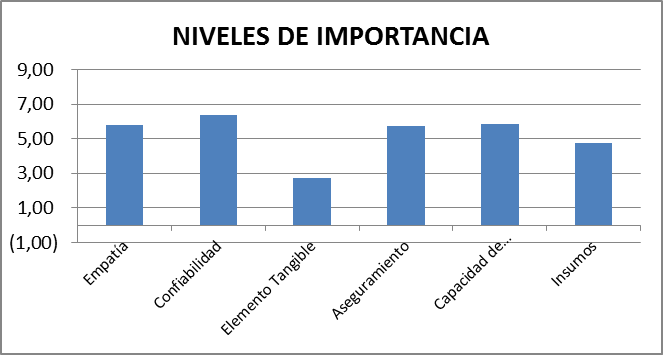 NIVELES DE IMPORTANCIA
9,00
7,00
5,00
3,00
1,00
(1,00)
Empatía
Confiabilidad
Elemento Tangible
Aseguramiento
Capacidad de...
Insumos